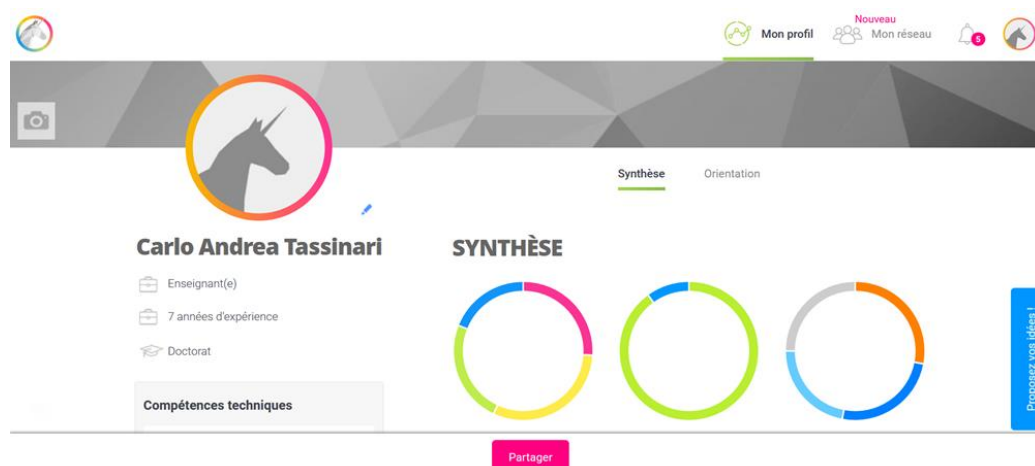 Nouveau
Mon profil
Mon réseau
5
Synthèse
Orientation
Carlo Andrea Tassinari
Enseignant(e)
7 années d'expérience
Doctorat
Compétences techniques
SYNTHÈSE
Proposez vos idées !
Partager